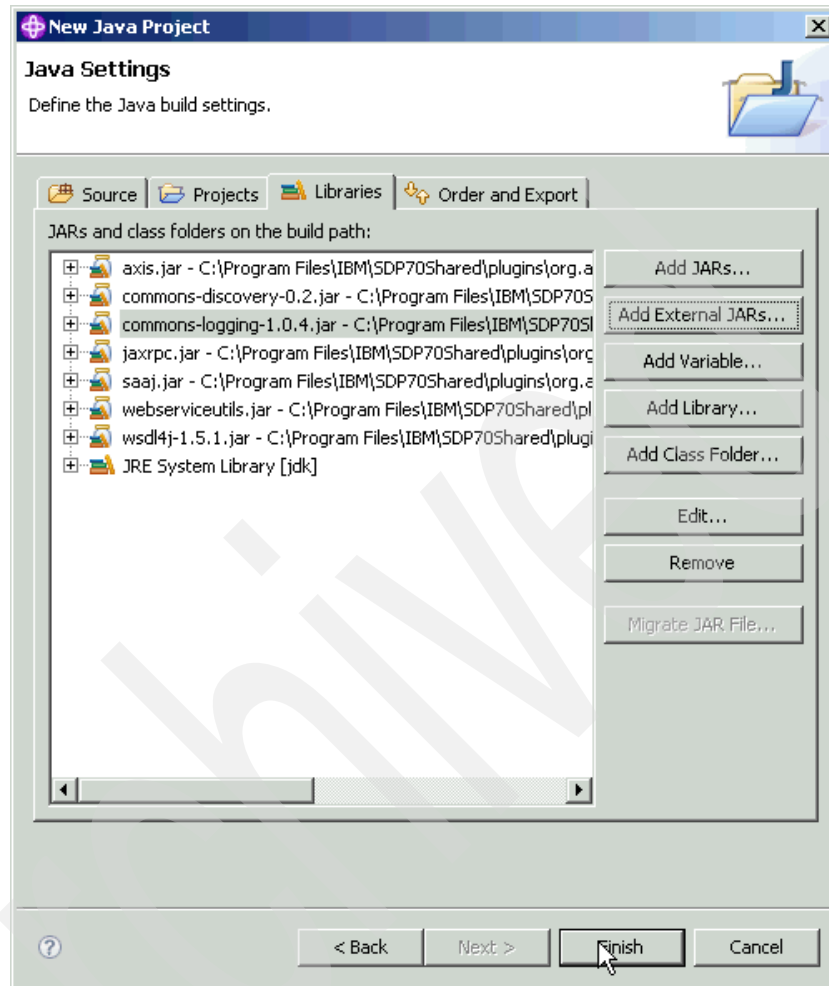 New Java Project
Java Settings
Define the Java build settings.
Source Projects Libraries Order and Export
JARs and class folders on the build path:
axis.jar - C:\Program Files\IBM\SDP70Shared\plugins\org.a
commons-discovery-0.2.jar - C:\Program Files\IBM\SDP70S
commons-logging-1.0.4.jar - C:\Program Files\IBM\SDP70Sl
jaxrpc.jar - C:\Program Files\IBM\SDP70Shared\plugins\org
saaj.jar - C:\Program Files\IBM\SDP70Shared\plugins\org.a
webserviceutils.jar - C:\Program Files\IBM\SDP70Shared\pl
wsdl4j-1.5.1.jar - C:\Program Files\IBM\SDP70Shared\plugi
JRE System Library [jdk]
Add JARs...
Add External JARs...
Add Variable...
Add Library...
Add Class Folder...
Edit...
Remove
Migrate JAR File...
? < Back Next > Finish Cancel